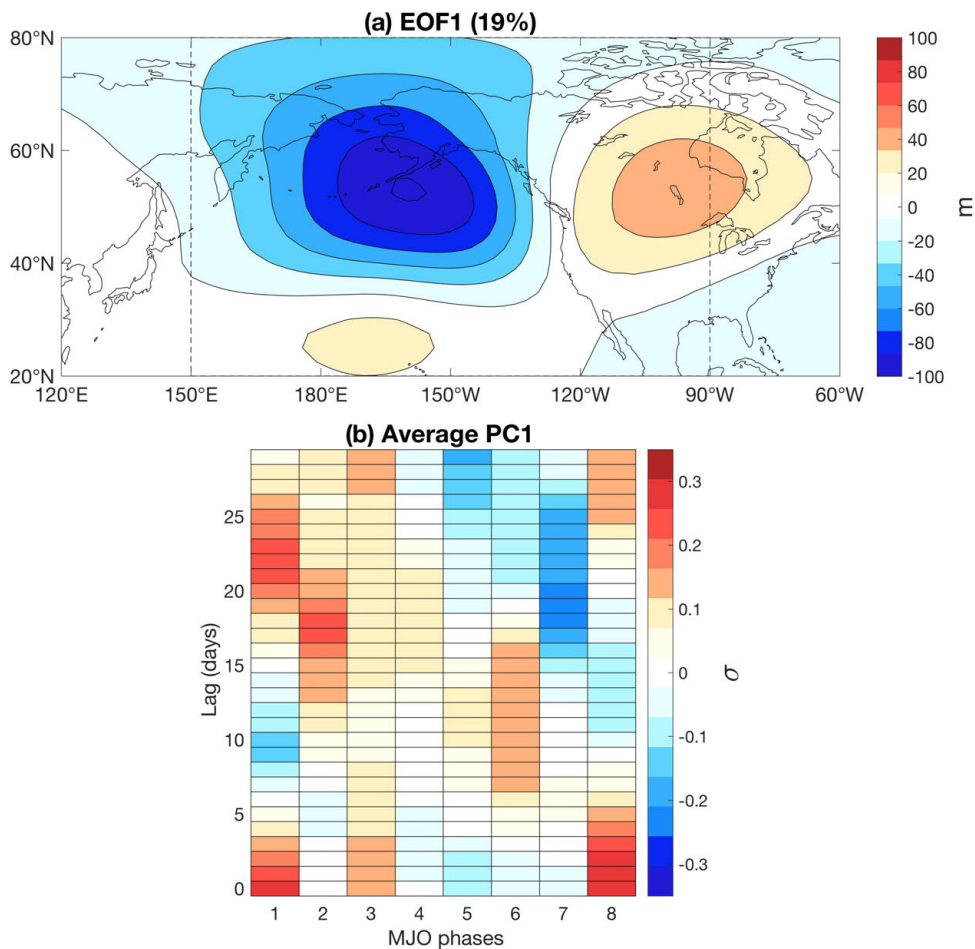 (a) EOF1 (19%)
80°N
60°N
40°N
20°N
120°E 150°E 180°E 150°W 120°W 90°W 60°W
100
80
60
40
20
0
-20
-40
-60
-80
-100
m
(b) Average PC1
25
20
15
10
5
0
Lag (days)
1 2 3 4 5 6 7 8
MJO phases
0.3
0.2
0.1
0
-0.1
-0.2
-0.3
σ